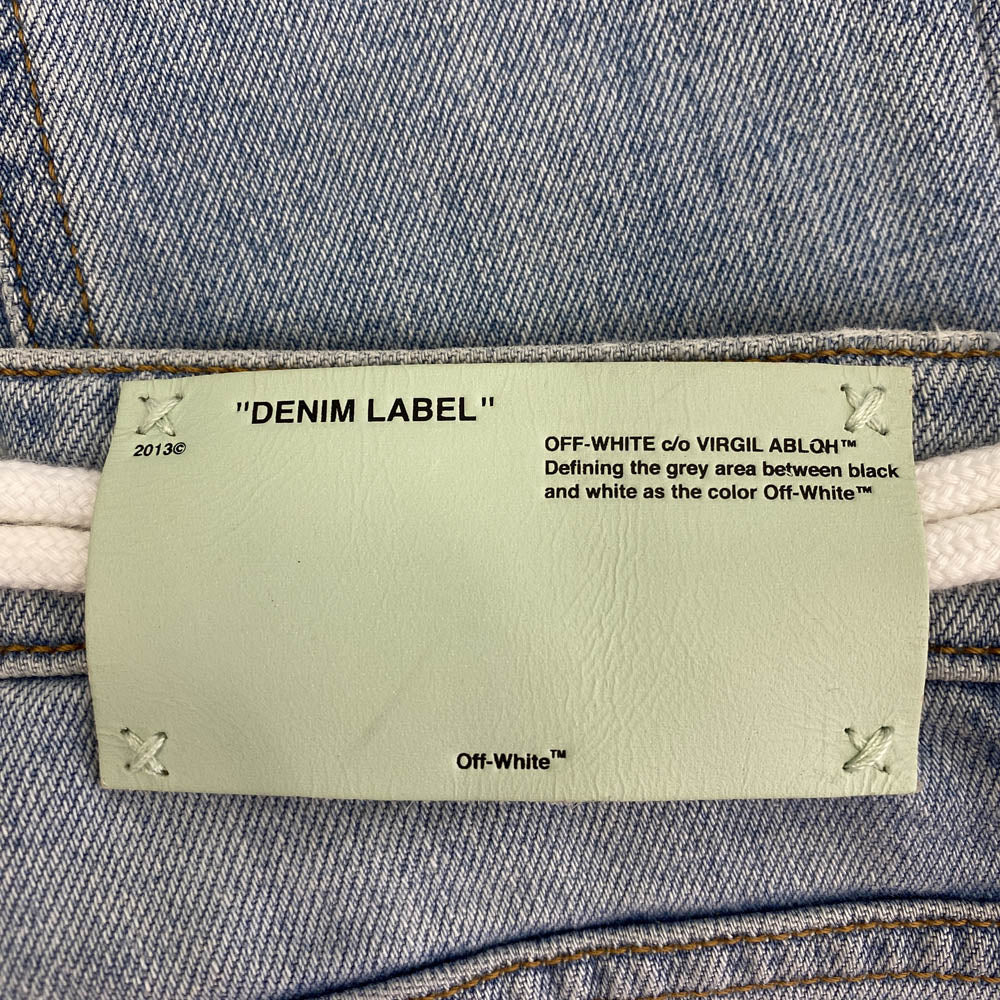 "DENIM LABEL"
2013©
OFF-WHITE c/o VIRGIL ABLOH™
Defining the grey area between black
and white as the color Off-White™
Off-White™